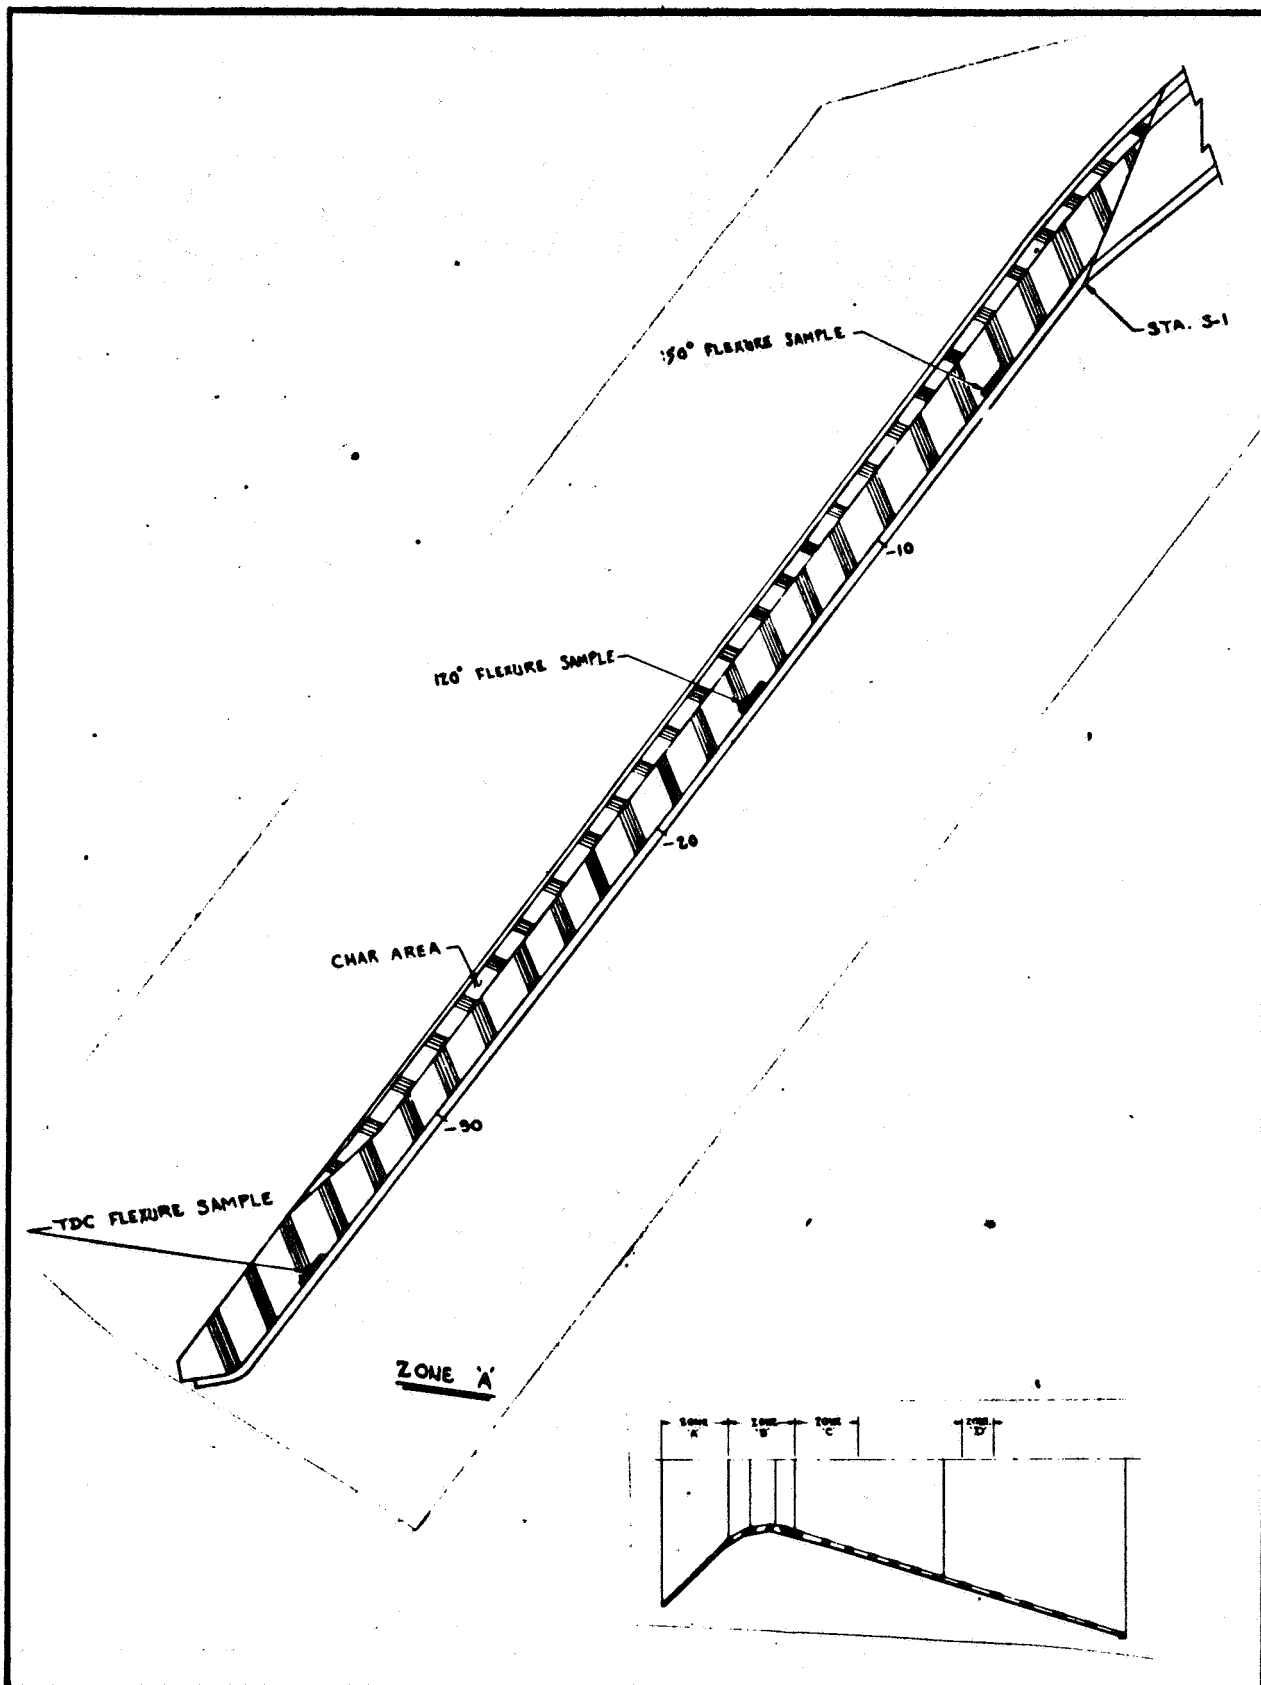 STA. S-1
FLEXURE SAMPLE
-10
120° FLEXURE SAMPLE
-20
CHAR AREA
-30
TDC FLEXURE SAMPLE
ZONE 'A'
ZONE 'A'
ZONE 'B'
ZONE 'C'
ZONE 'D'